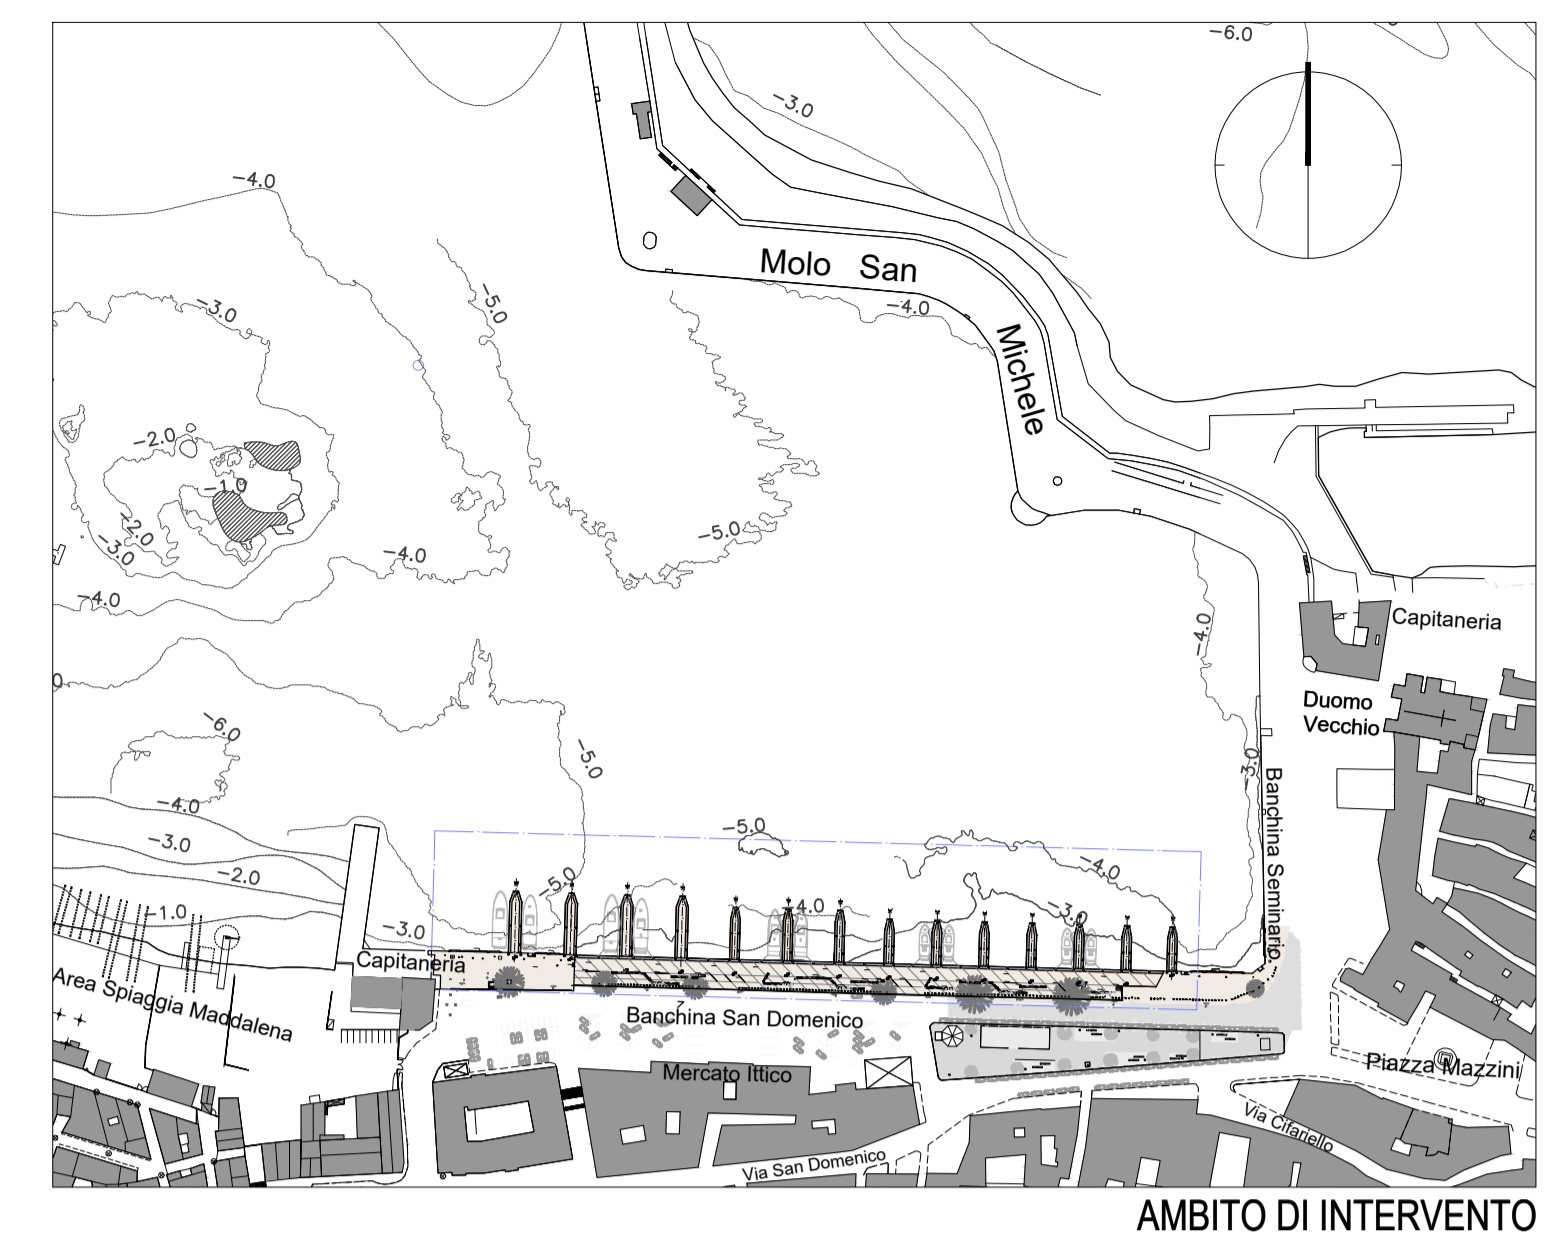 -6.0
-3.0
-4.0
-5.0
-3.0
Molo San
-4.0
Michele
-2.0
-1.0
-2.0
-3.0
-5.0
-4.0
-4.0
-4.0
Capitaneria
Duomo
Vecchio
-6.0
-5.0
-3.0
Banchina Seminario
-4.0
-5.0
-3.0
-4.0
-2.0
-5.0
-1.0
-4.0
-3.0
-3.0
Capitaneria
Area Spiaggia Maddalena
Banchina San Domenico
Mercato Ittico
Piazza Mazzini
Via Cifariello
Via San Domenico
AMBITO DI INTERVENTO